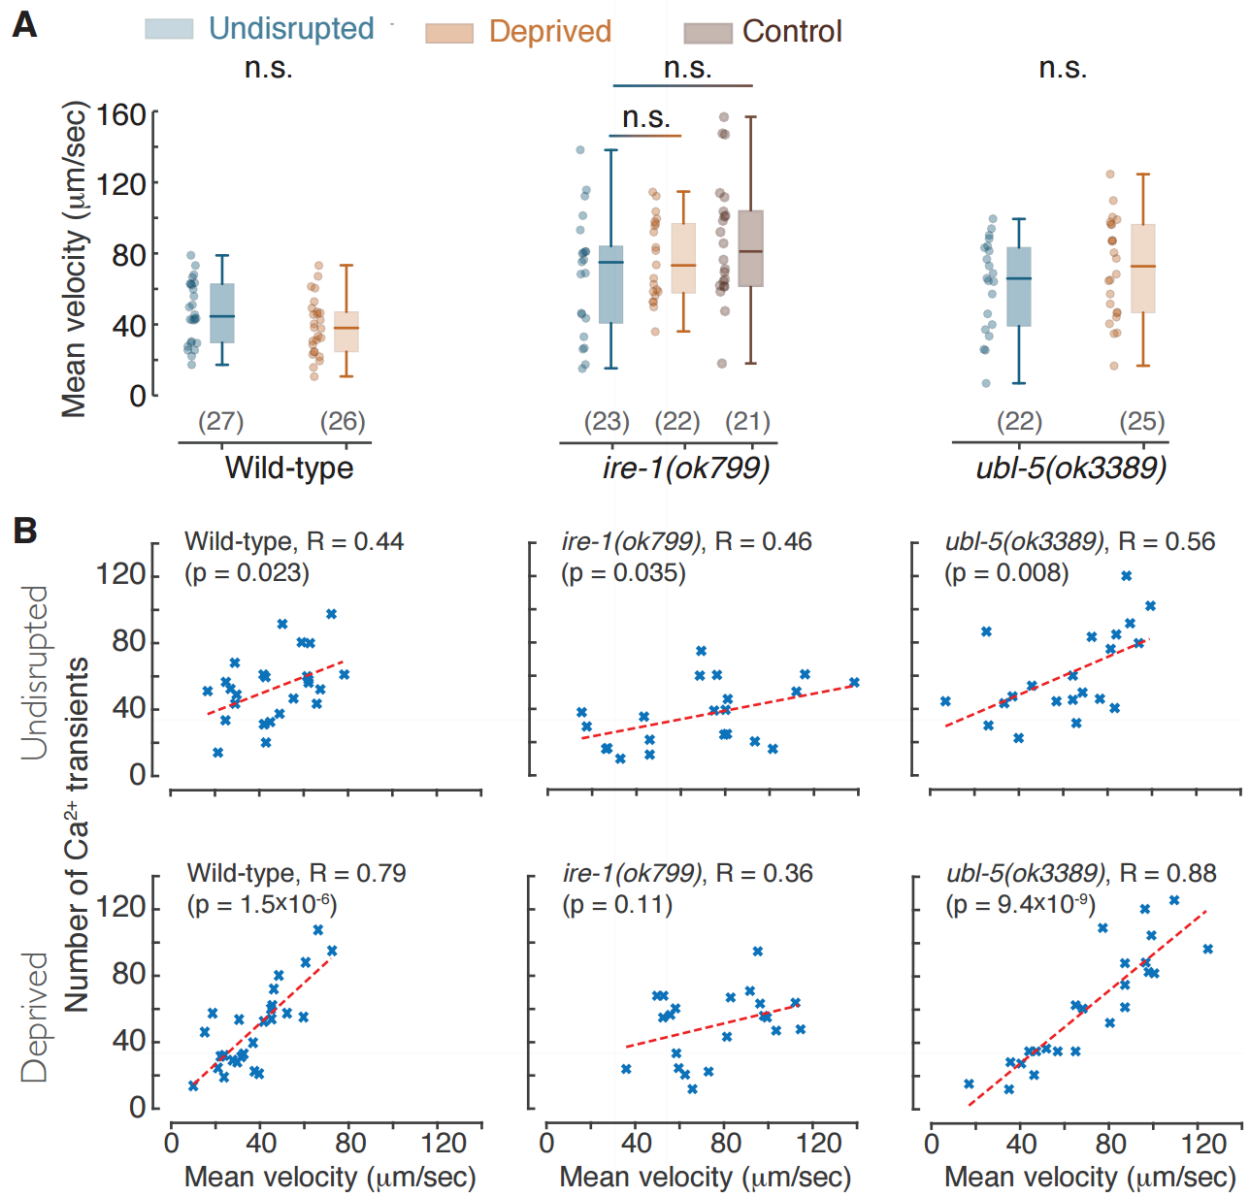 A
Undisrupted
Deprived
Control
n.s.
n.s.
n.s.
n.s.
Mean velocity (μm/sec)
160
120
80
40
0
(27)
(26)
(23)
(22)
(21)
(22)
(25)
Wild-type
ire-1(ok799)
ubl-5(ok3389)
B
Number of Ca²⁺ transients
Undisrupted
Wild-type, R = 0.44
(p = 0.023)
ire-1(ok799), R = 0.46
(p = 0.035)
ubl-5(ok3389), R = 0.56
(p = 0.008)
120
80
40
0
Deprived
Wild-type, R = 0.79
(p = 1.5x10⁻⁶)
ire-1(ok799), R = 0.36
(p = 0.11)
ubl-5(ok3389), R = 0.88
(p = 9.4x10⁻⁹)
120
80
40
0
0 40 80 120
0 40 80 120
0 40 80 120
Mean velocity (μm/sec)
Mean velocity (μm/sec)
Mean velocity (μm/sec)